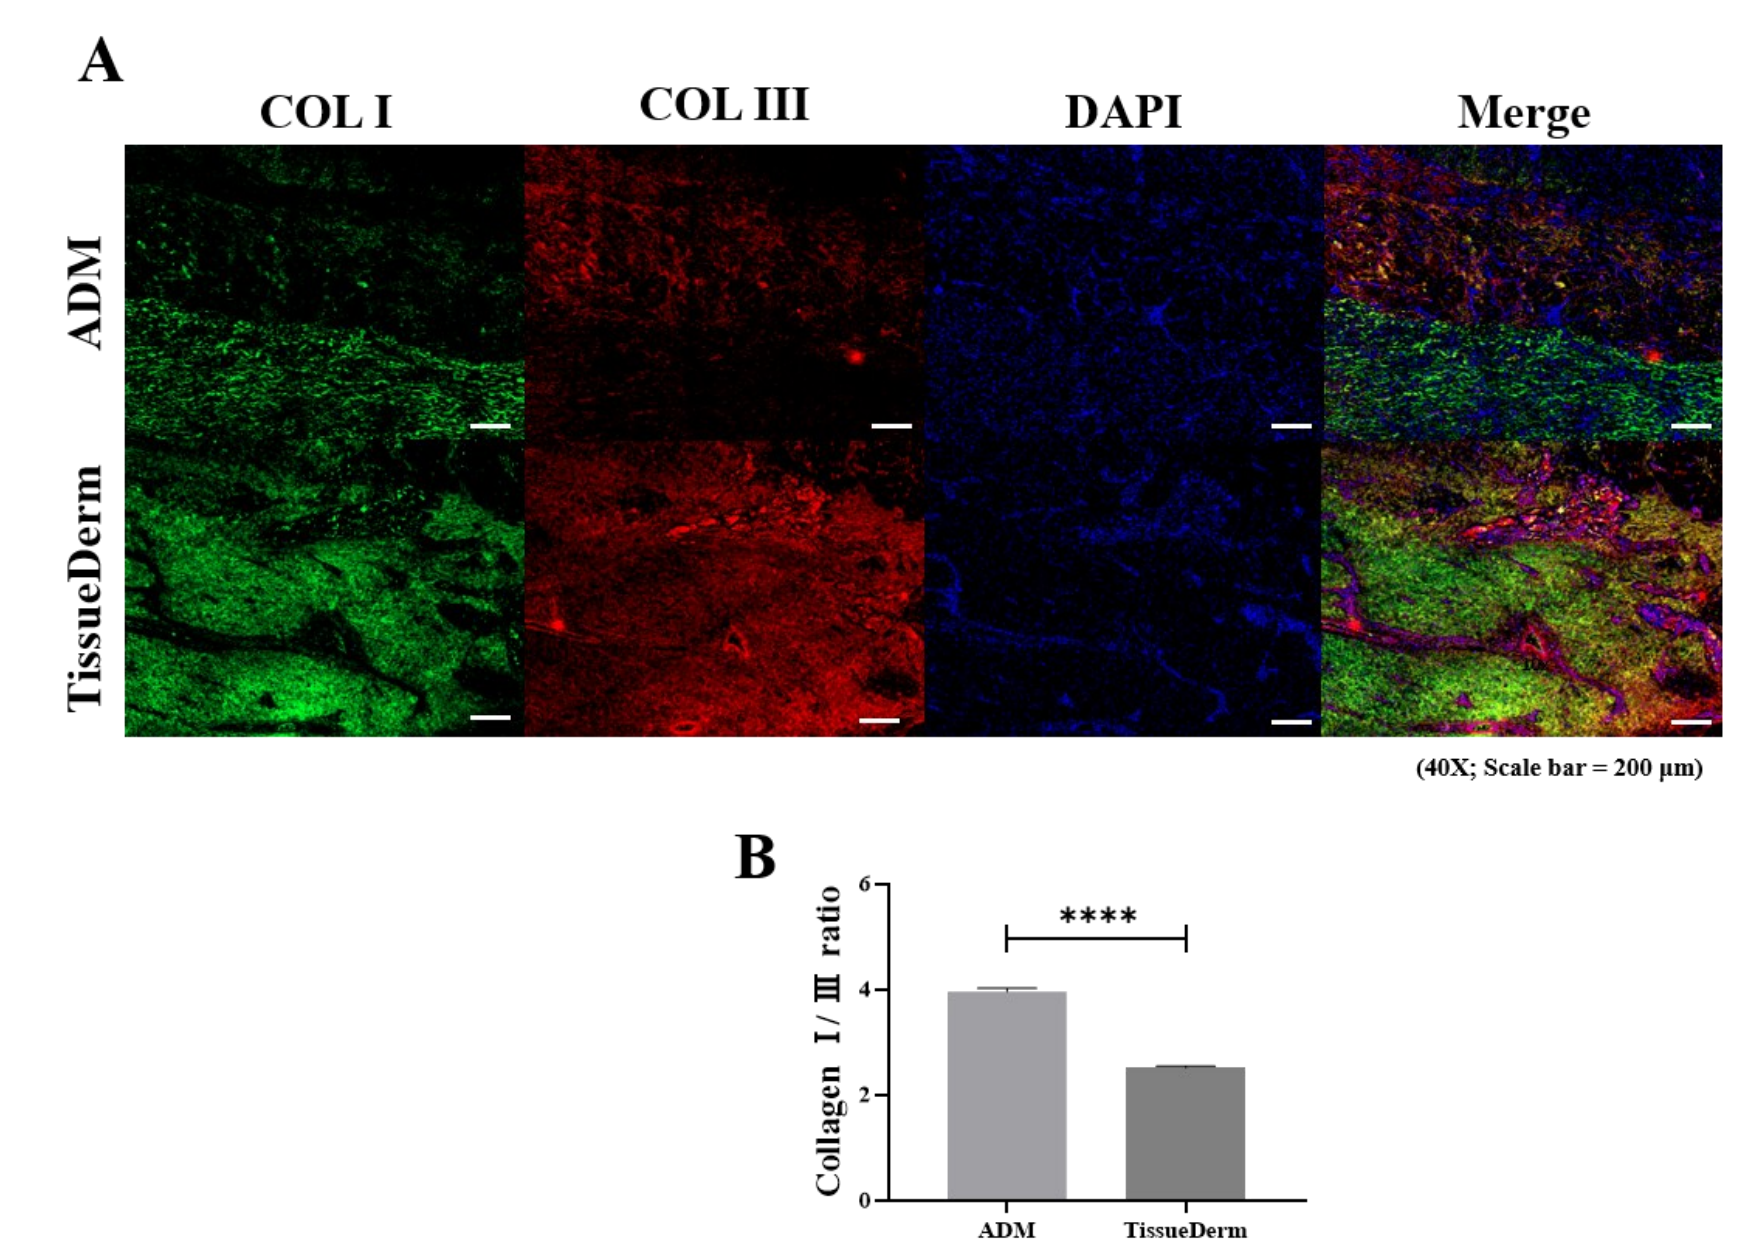 A
COL I
COL III
DAPI
Merge
ADM
TissueDerm
(40X; Scale bar = 200 μm)
B
Collagen Ⅰ / Ⅲ ratio
6
4
2
0
****
ADM
TissueDerm